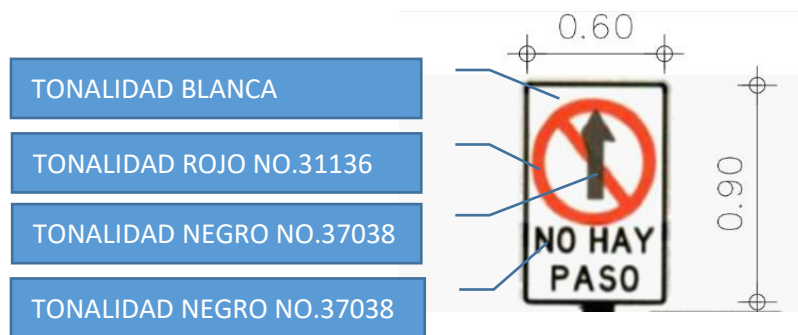 0.60
TONALIDAD BLANCA
TONALIDAD ROJO NO.31136
TONALIDAD NEGRO NO.37038
TONALIDAD NEGRO NO.37038
NO HAY
PASO
0.90